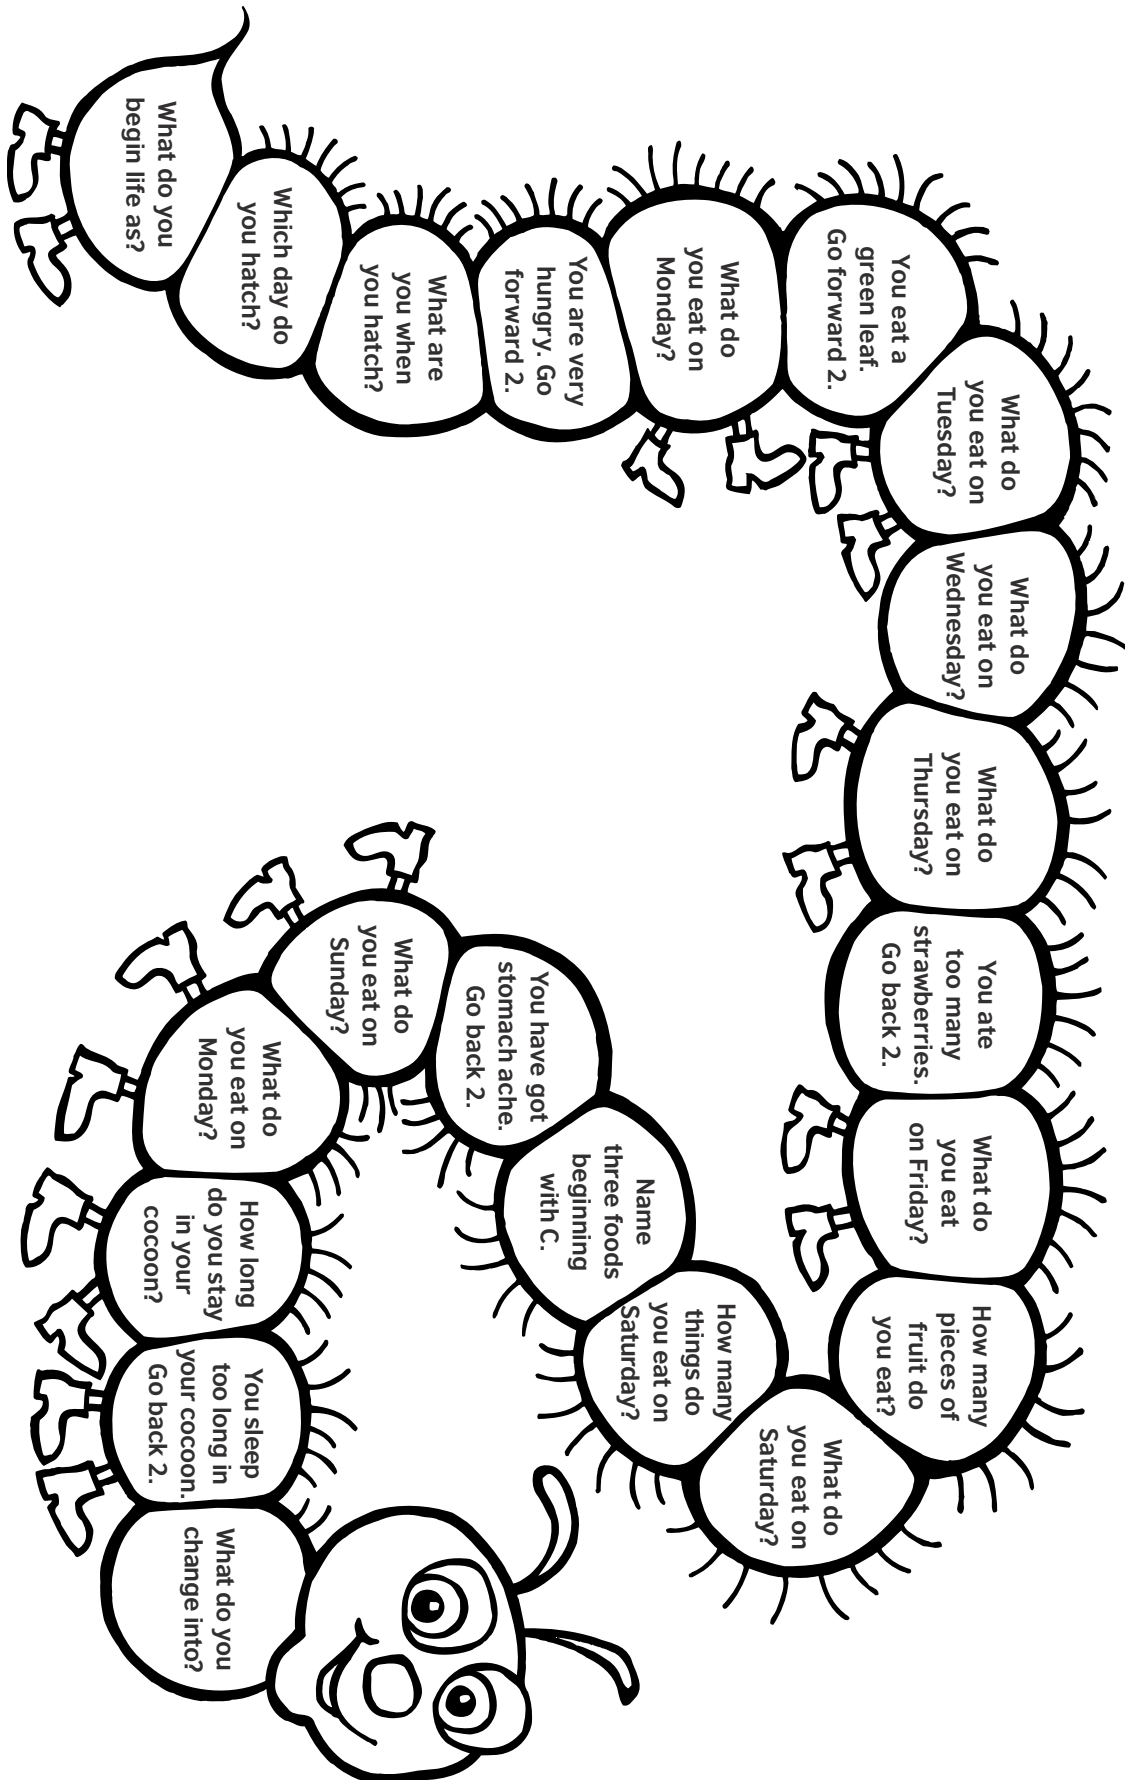 What do you
begin life as?
Which day do
you hatch?
What are
you when
you hatch?
You are very
hungry. Go
forward 2.
What do
you eat on
Monday?
You eat a
green leaf.
Go forward 2.
What do
you eat on
Tuesday?
What do
you eat on
Wednesday?
What do
you eat on
Thursday?
You ate
too many
strawberries.
Go back 2.
What do
you eat
on Friday?
How many
pieces of
fruit do
you eat?
What do
you eat on
Saturday?
How many
things do
you eat on
Saturday?
Name
three foods
beginning
with C.
You have got
stomach ache.
Go back 2.
What do
you eat on
Sunday?
What do
you eat on
Monday?
How long
do you stay
in your
cocoon?
You sleep
too long in
your cocoon.
Go back 2.
What do you
change into?